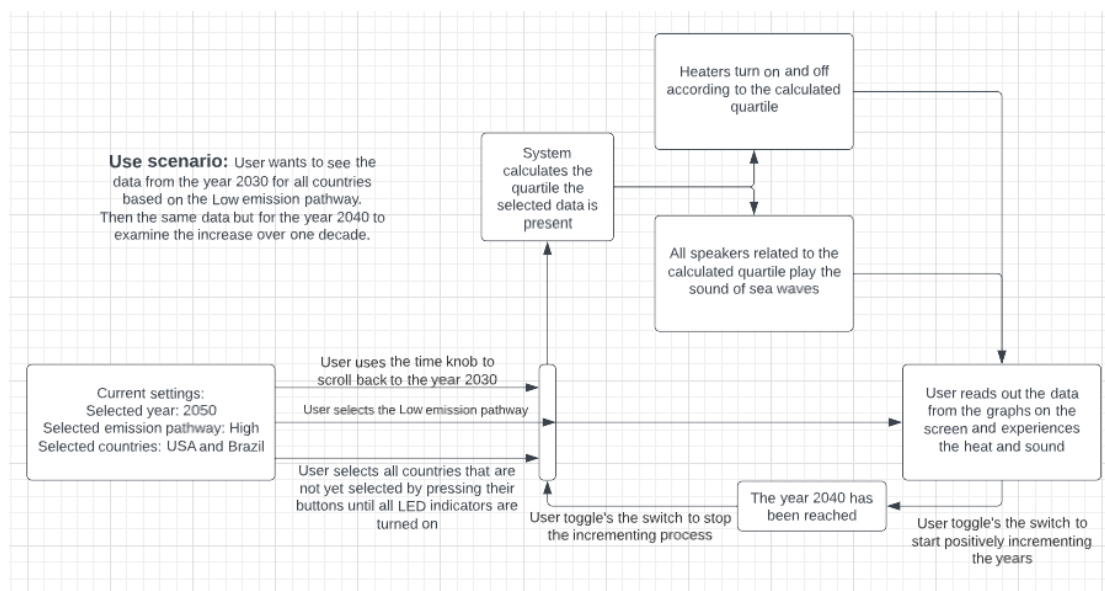 Heaters turn on and off
according to the calculated
quartile
System
calculates the
quartile the
selected data is
present
Use scenario: User wants to see the
data from the year 2030 for all countries
based on the Low emission pathway.
Then the same data but for the year 2040 to
examine the increase over one decade.
All speakers related to the
calculated quartile play the
sound of sea waves
User uses the time knob to
scroll back to the year 2030
Current settings:
Selected year: 2050
Selected emission pathway: High
Selected countries: USA and Brazil
User selects the Low emission pathway
User selects all countries that are
not yet selected by pressing their
buttons until all LED indicators are
turned on
User reads out the data
from the graphs on the
screen and experiences
the heat and sound
The year 2040 has
been reached
User toggle's the switch to stop
the incrementing process
User toggle's the switch to
start positively incrementing
the years